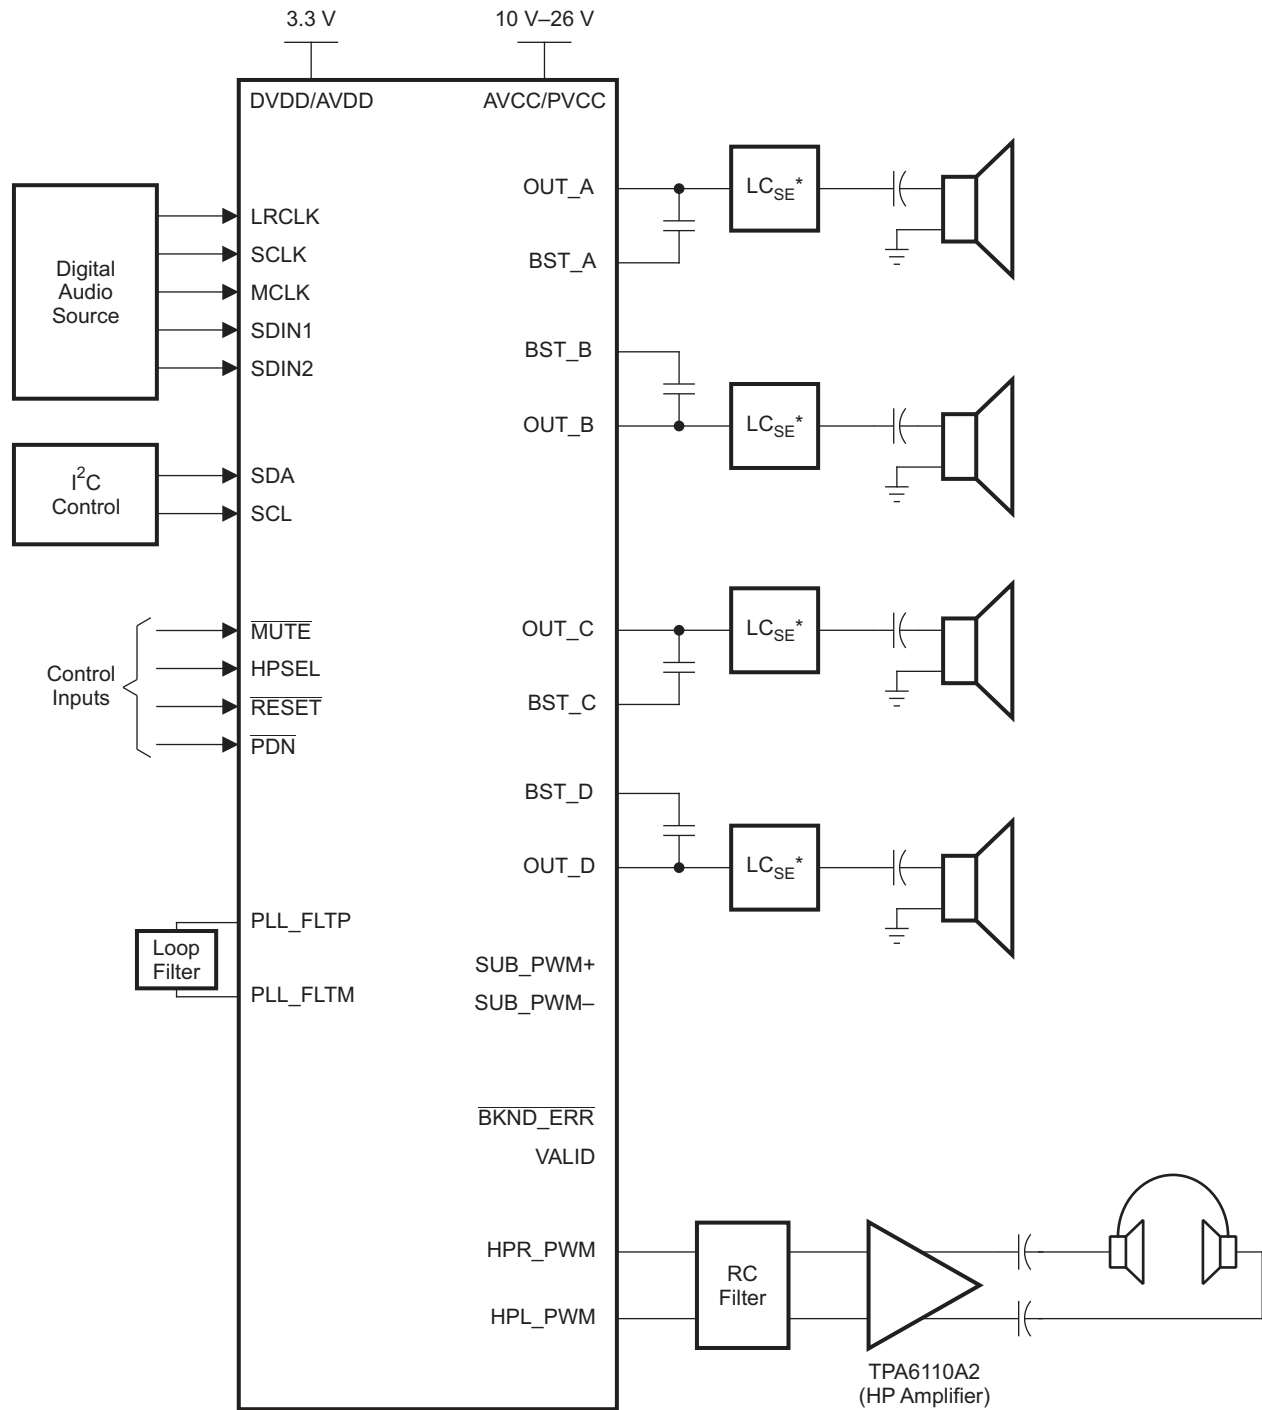 3.3 V
10 V–26 V
DVDD/AVDD
AVCC/PVCC
Digital
Audio
Source
LRCLK
SCLK
MCLK
SDIN1
SDIN2
I²C
Control
SDA
SCL
Control
Inputs
MUTE
HPSEL
RESET
PDN
Loop
Filter
PLL_FLTP
PLL_FLTM
OUT_A
BST_A
LCSE*
BST_B
OUT_B
LCSE*
OUT_C
BST_C
LCSE*
BST_D
OUT_D
LCSE*
SUB_PWM+
SUB_PWM–
BKND_ERR
VALID
HPR_PWM
HPL_PWM
RC
Filter
TPA6110A2
(HP Amplifier)